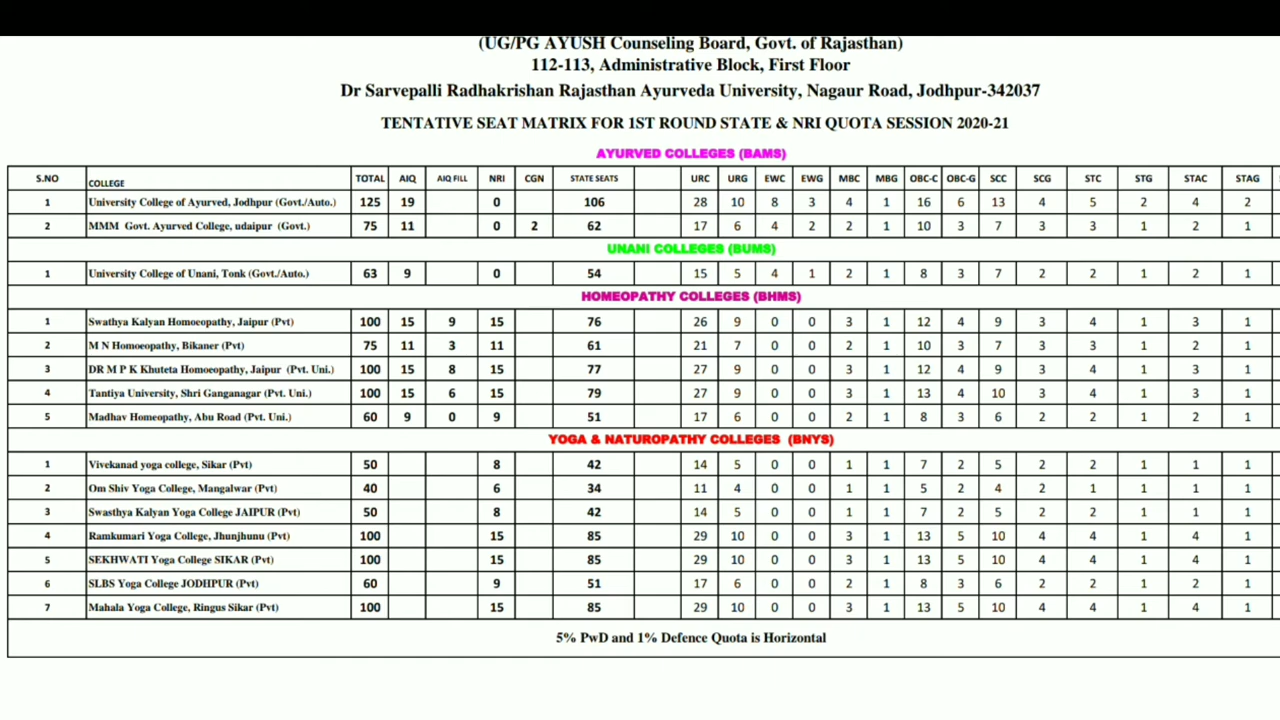 (UG/PG AYUSH Counseling Board, Govt. of Rajasthan)
112-113, Administrative Block, First Floor
Dr Sarvepalli Radhakrishan Rajasthan Ayurveda University, Nagaur Road, Jodhpur-342037
TENTATIVE SEAT MATRIX FOR 1ST ROUND STATE & NRI QUOTA SESSION 2020-21
AYURVED COLLEGES (BAMS)
S.NO COLLEGE TOTAL AIQ AIQ FILL NRI CGN STATE SEATS URC URG EWC EWG MBC MBG OBC-C OBC-G SCC SCG STC STG STAC STAG
1 University College of Ayurved, Jodhpur (Govt./Auto.) 125 19 0 106 28 10 8 3 4 1 16 6 13 4 5 2 4 2
2 MMM Govt. Ayurved College, udaipur (Govt.) 75 11 0 2 62 17 6 4 2 2 1 10 3 7 3 3 1 2 1
UNANI COLLEGES (BUMS)
1 University College of Unani, Tonk (Govt./Auto.) 63 9 0 54 15 5 4 1 2 1 8 3 7 2 2 1 2 1
HOMEOPATHY COLLEGES (BHMS)
1 Swathya Kalyan Homoeopathy, Jaipur (Pvt) 100 15 9 15 76 26 9 0 0 3 1 12 4 9 3 4 1 3 1
2 M N Homoeopathy, Bikaner (Pvt) 75 11 3 11 61 21 7 0 0 2 1 10 3 7 3 3 1 2 1
3 DR M P K Khuteta Homoeopathy, Jaipur (Pvt. Uni.) 100 15 8 15 77 27 9 0 0 3 1 12 4 9 3 4 1 3 1
4 Tantiya University, Shri Ganganagar (Pvt. Uni.) 100 15 6 15 79 27 9 0 0 3 1 13 4 10 3 4 1 3 1
5 Madhav Homeopathy, Abu Road (Pvt. Uni.) 60 9 0 9 51 17 6 0 0 2 1 8 3 6 2 2 1 2 1
YOGA & NATUROPATHY COLLEGES (BNYS)
1 Vivekanad yoga college, Sikar (Pvt) 50 8 42 14 5 0 0 1 1 7 2 5 2 2 1 1 1
2 Om Shiv Yoga College, Mangalwar (Pvt) 40 6 34 11 4 0 0 1 1 5 2 4 2 1 1 1 1
3 Swasthya Kalyan Yoga College JAIPUR (Pvt) 50 8 42 14 5 0 0 1 1 7 2 5 2 2 1 1 1
4 Ramkumari Yoga College, Jhunjhunu (Pvt) 100 15 85 29 10 0 0 3 1 13 5 10 4 4 1 4 1
5 SEKHWATI Yoga College SIKAR (Pvt) 100 15 85 29 10 0 0 3 1 13 5 10 4 4 1 4 1
6 SLBS Yoga College JODHPUR (Pvt) 60 9 51 17 6 0 0 2 1 8 3 6 2 2 1 2 1
7 Mahala Yoga College, Ringus Sikar (Pvt) 100 15 85 29 10 0 0 3 1 13 5 10 4 4 1 4 1
5% PwD and 1% Defence Quota is Horizontal